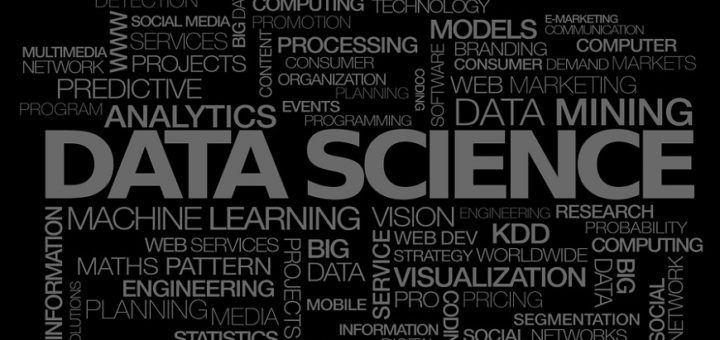 DETECTION
COMPUTING TECHNOLOGY
WWW
SOCIAL MEDIA
BIG DATA
PROMOTION
MODELS
E-MARKETING
COMMUNICATION
MULTIMEDIA
NETWORK
SERVICES
PROJECTS
CONTENT
PROCESSING
CONSUMER
ORGANIZATION
PLANNING
CODING
SOFTWARE
BRANDING
COMPUTER
CONSUMER DEMAND MARKETS
PREDICTIVE
WEB MARKETING
PROGRAM
ANALYTICS
EVENTS
PROGRAMMING
DATA MINING
DATA SCIENCE
INFORMATION
MACHINE LEARNING
VISION
ENGINEERING
RESEARCH
PROBABILITY
WEB SERVICES
PROJECTS
BIG
DATA
SERVICE
WEB DEV
KDD
COMPUTING
MATHS PATTERN
STRATEGY WORLDWIDE
ENGINEERING
VISUALIZATION
DATA
BIG
PLANNING
MEDIA
MOBILE
PRO
CODING
PRICING
SOCIAL
NETWORK
STATISTICS
INFORMATION
SEGMENTATION
SOCIAL NETWORKS